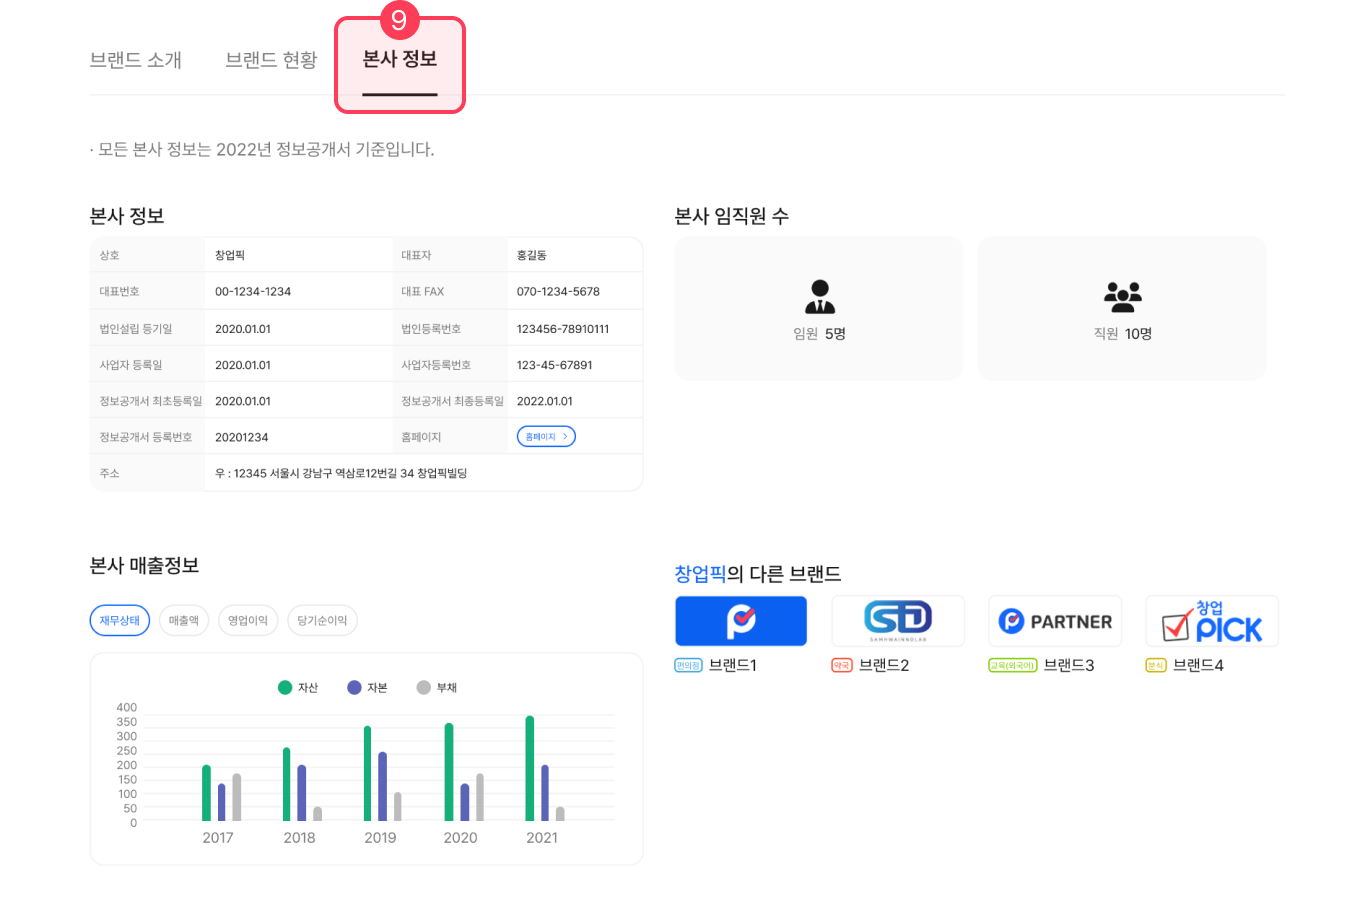 9
브랜드 소개 브랜드 현황 본사 정보
· 모든 본사 정보는 2022년 정보공개서 기준입니다.
본사 정보
상호 창업픽 대표자 홍길동
대표번호 00-1234-1234 대표 FAX 070-1234-5678
법인설립 등기일 2020.01.01 법인등록번호 123456-78910111
사업자 등록일 2020.01.01 사업자등록번호 123-45-67891
정보공개서 최초등록일 2020.01.01 정보공개서 최종등록일 2022.01.01
정보공개서 등록번호 20201234 홈페이지 홈페이지 >
주소 우 : 12345 서울시 강남구 역삼로12번길 34 창업픽빌딩
본사 임직원 수
임원 5명
직원 10명
본사 매출정보
재무상태 매출액 영업이익 당기순이익
자산 자본 부채
400
350
300
250
200
150
100
50
0
2017 2018 2019 2020 2021
창업픽의 다른 브랜드
SD
SAMHWAINNOLAB
PARTNER
창업
PICK
편의점 브랜드1
약국 브랜드2
교육(외국어) 브랜드3
분식 브랜드4